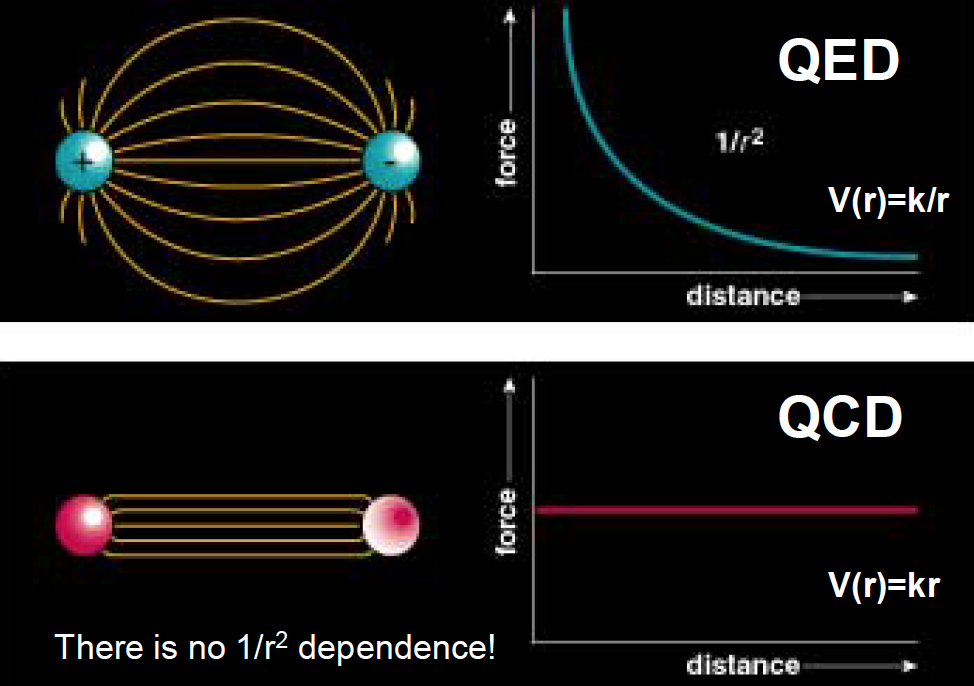 +
-
force
QED
1/r²
V(r)=k/r
distance
force
QCD
V(r)=kr
There is no 1/r² dependence!
distance